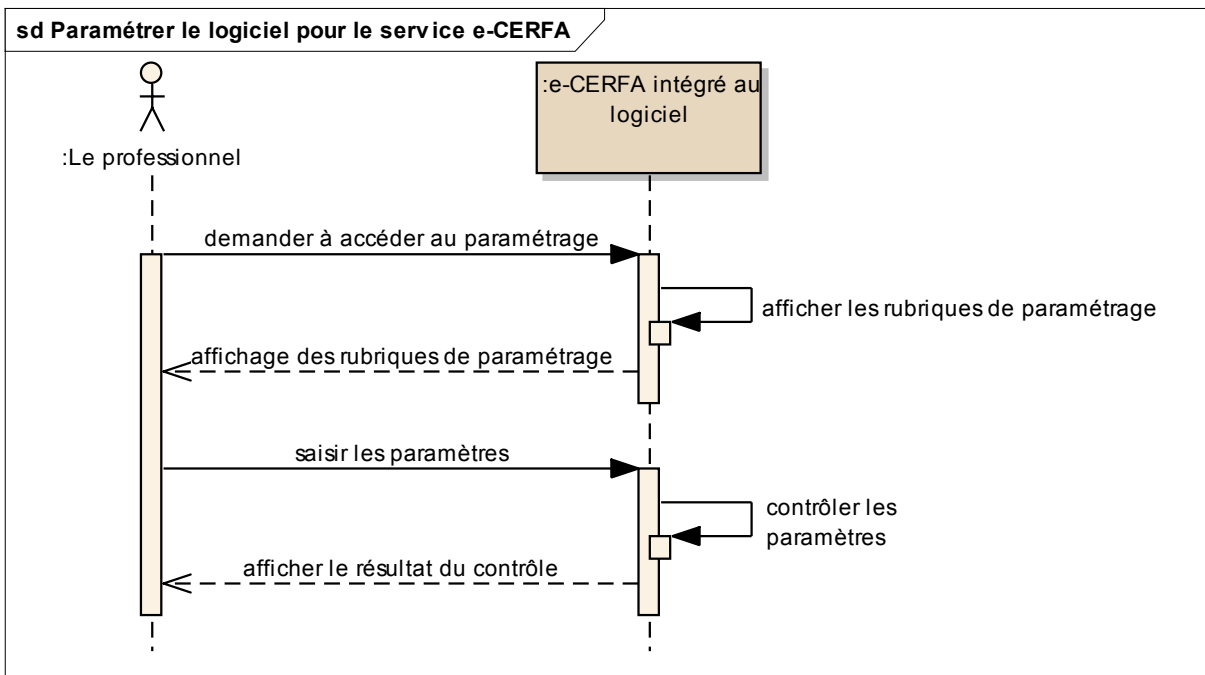 sd Paramétrer le logiciel pour le service e-CERFA
:Le professionnel
:e-CERFA intégré au
logiciel
demander à accéder au paramétrage
afficher les rubriques de paramétrage
affichage des rubriques de paramétrage
saisir les paramètres
contrôler les
paramètres
afficher le résultat du contrôle